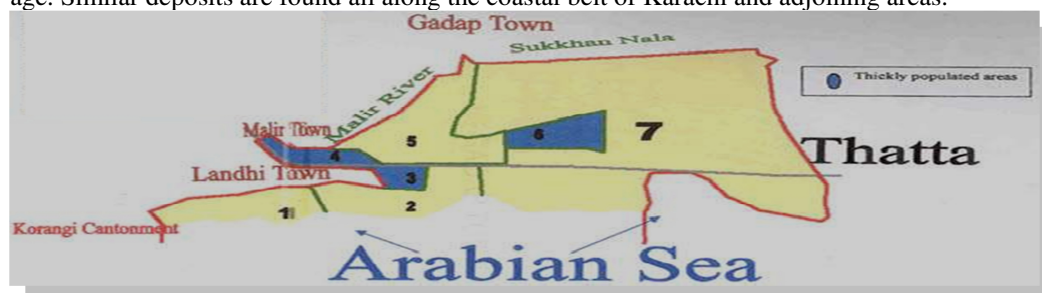 age. Similar deposits are found all along the coastal belt of Karachi and adjoining areas.
Gadap Town
Sukkhan Nala
Thickly populated areas
Malir River
Malir Town
5
6
7
4
Thatta
Landhi Town
3
1
2
Korangi Cantonment
Arabian Sea